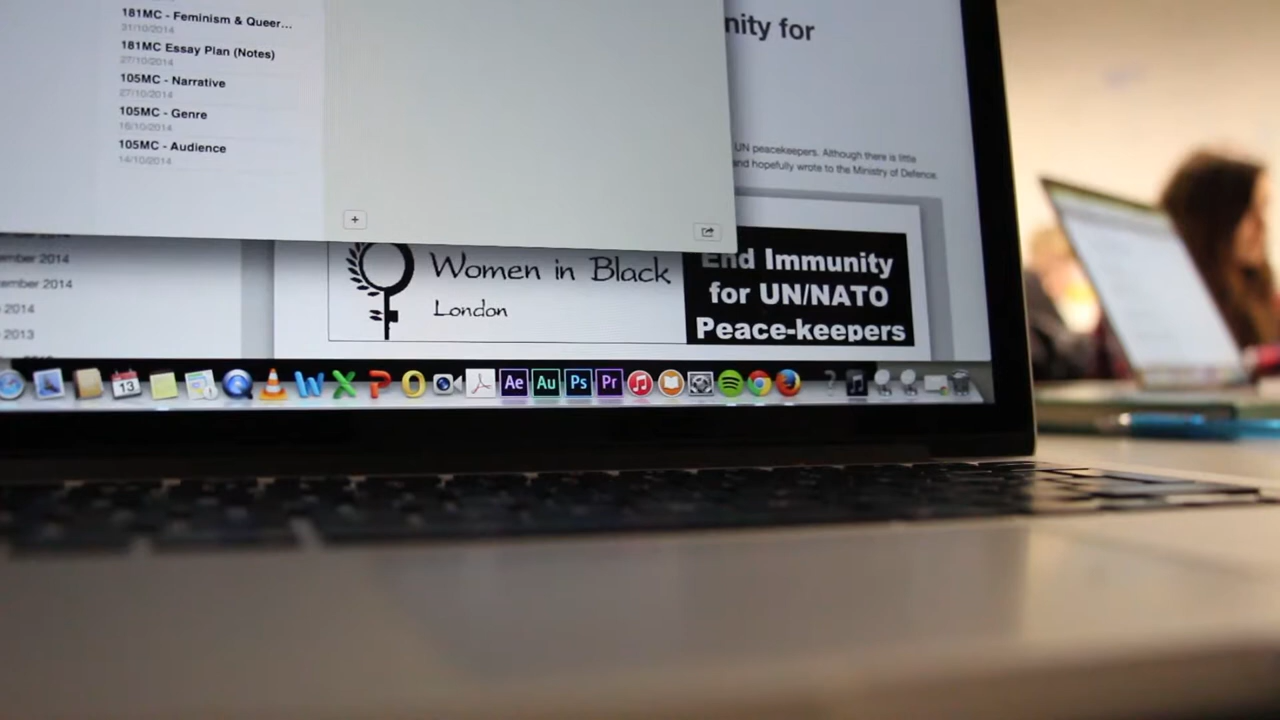 181MC - Feminism & Queer...
31/10/2014
181MC Essay Plan (Notes)
27/10/2014
105MC - Narrative
27/10/2014
105MC - Genre
16/10/2014
105MC - Audience
14/10/2014
nity for
UN peacekeepers. Although there is little
and hopefully wrote to the Ministry of Defence.
mber 2014
ember 2014
2014
2013
Women in Black
London
End Immunity
for UN/NATO
Peace-keepers
13
W X P O Ae Au Ps Pr